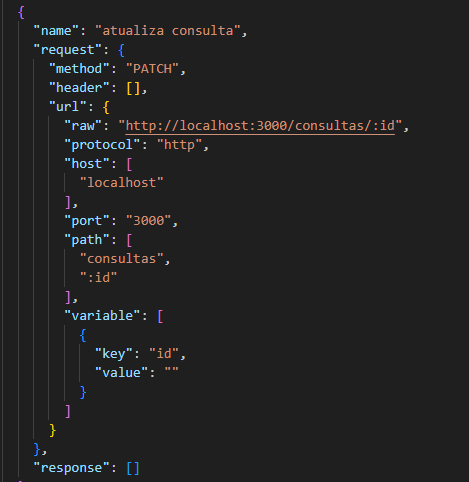 {
"name": "atualiza consulta",
"request": {
"method": "PATCH",
"header": [],
"url": {
"raw": "http://localhost:3000/consultas/:id",
"protocol": "http",
"host": [
"localhost"
],
"port": "3000",
"path": [
"consultas",
":id"
],
"variable": [
{
"key": "id",
"value": ""
}
]
}
},
"response": []